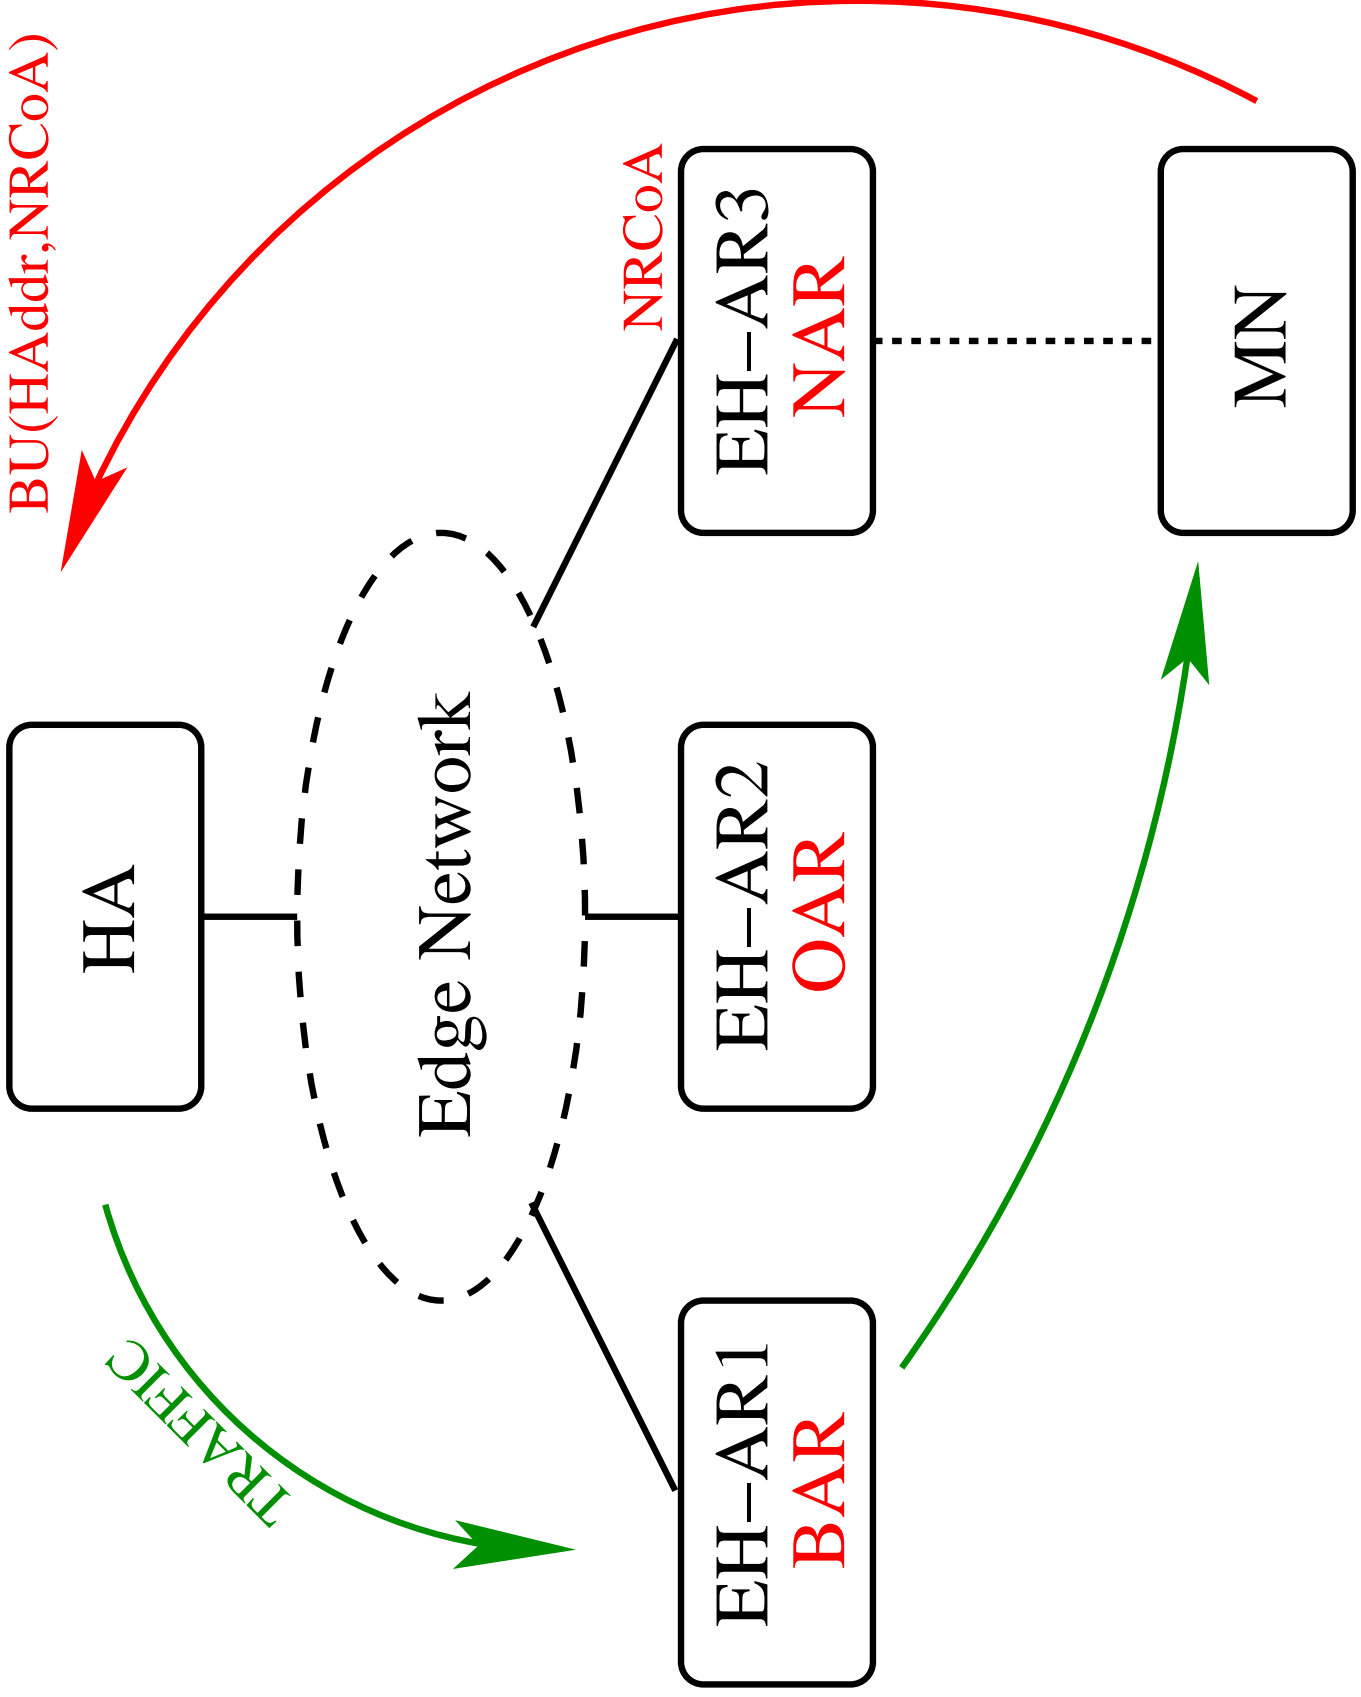 BU(HAddr,NRCoA)
HA
TRAFFIC
Edge Network
NRCoA
EH−AR1
BAR
EH−AR2
OAR
EH−AR3
NAR
MN